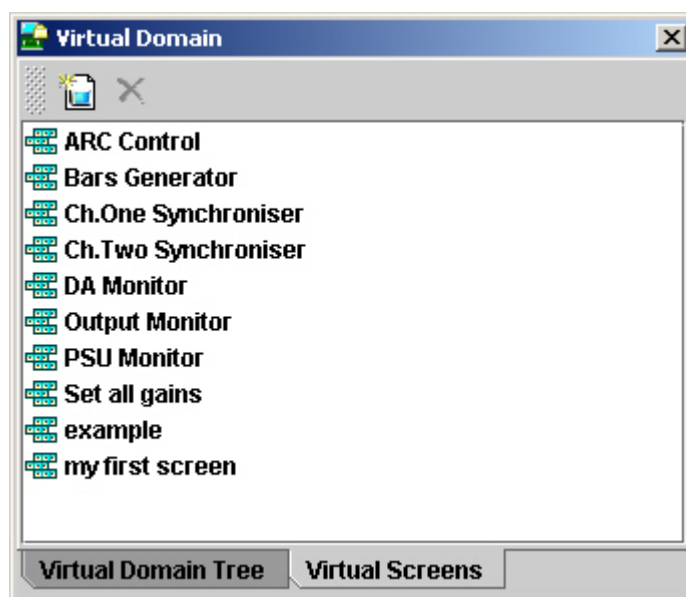 Virtual Domain
ARC Control
Bars Generator
Ch.One Synchroniser
Ch.Two Synchroniser
DA Monitor
Output Monitor
PSU Monitor
Set all gains
example
my first screen
Virtual Domain Tree Virtual Screens